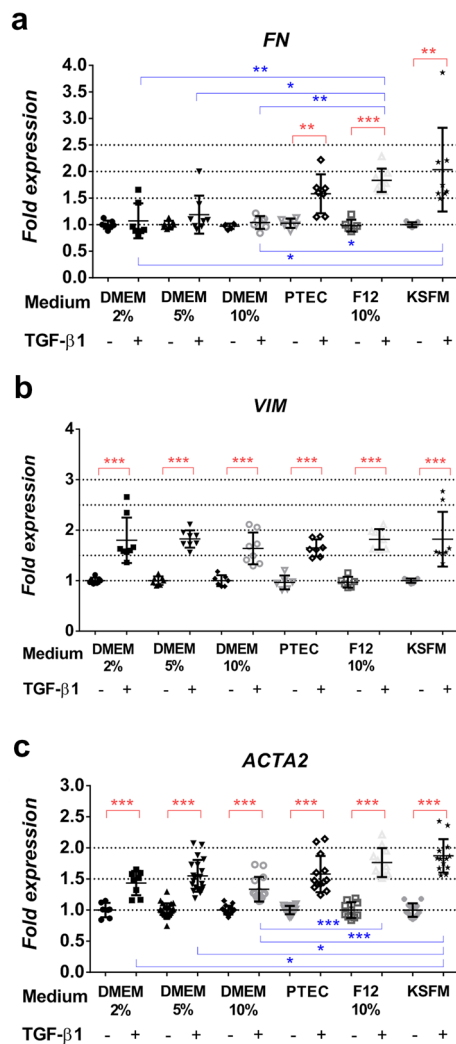 a
FN
** * ** ** *** **
Fold expression
4.0
3.5
3.0
2.5
2.0
1.5
1.0
0.5
0.0
* *
Medium DMEM 2% DMEM 5% DMEM 10% PTEC F12 10% KSFM
TGF-β1 - + - + - + - + - + - +
b
VIM
*** *** *** *** *** ***
Fold expression
4
3
2
1
0
Medium DMEM 2% DMEM 5% DMEM 10% PTEC F12 10% KSFM
TGF-β1 - + - + - + - + - + - +
c
ACTA2
*** *** *** *** *** ***
Fold expression
3.0
2.5
2.0
1.5
1.0
0.5
0.0
*** *** * *
Medium DMEM 2% DMEM 5% DMEM 10% PTEC F12 10% KSFM
TGF-β1 - + - + - + - + - + - +